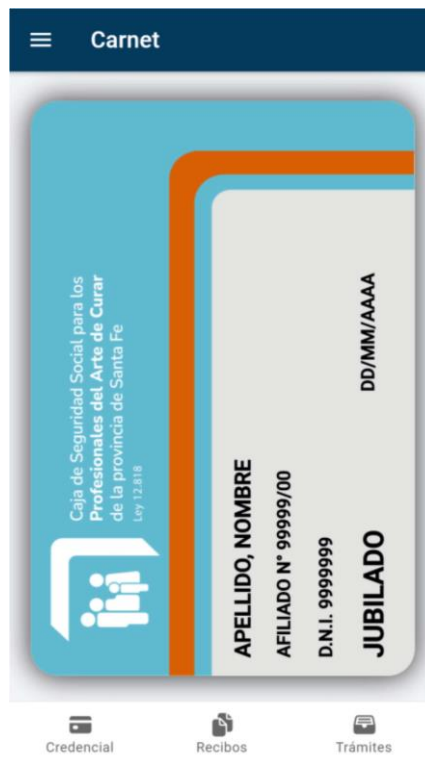 Carnet
Caja de Seguridad Social para los
Profesionales del Arte de Curar
de la provincia de Santa Fe
Ley 12.818
APELLIDO, NOMBRE
AFILIADO N° 99999/00
D.N.I. 9999999
JUBILADO DD/MM/AAAA
Credencial Recibos Trámites